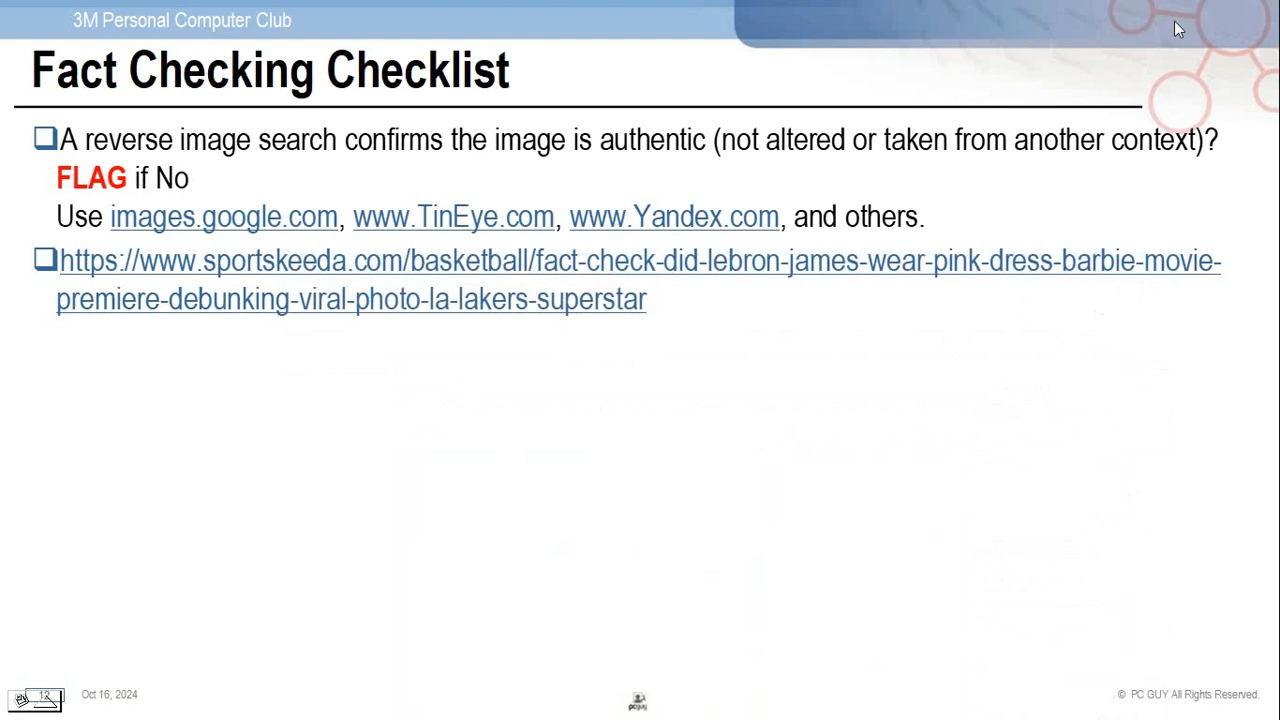 3M Personal Computer Club
Fact Checking Checklist
A reverse image search confirms the image is authentic (not altered or taken from another context)?
FLAG if No
Use images.google.com, www.TinEye.com, www.Yandex.com, and others.
https://www.sportskeeda.com/basketball/fact-check-did-lebron-james-wear-pink-dress-barbie-movie-
premiere-debunking-viral-photo-la-lakers-superstar
12
Oct 16, 2024
© PC GUY All Rights Reserved.